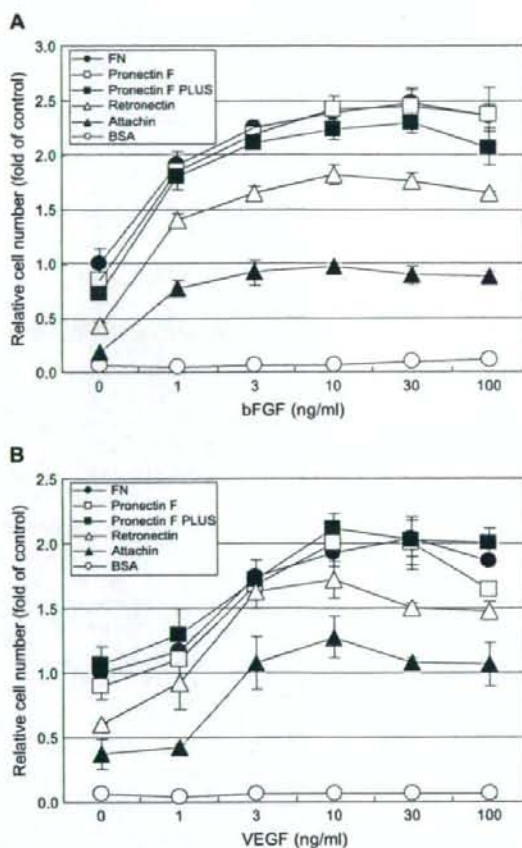 A
Relative cell number (fold of control)
3.0
2.5
2.0
1.5
1.0
0.5
0.0
FN
Pronectin F
Pronectin F PLUS
Retronectin
Attachin
BSA
0 1 3 10 30 100
bFGF (ng/ml)
B
Relative cell number (fold of control)
2.5
2.0
1.5
1.0
0.5
0.0
FN
Pronectin F
Pronectin F PLUS
Retronectin
Attachin
BSA
0 1 3 10 30 100
VEGF (ng/ml)